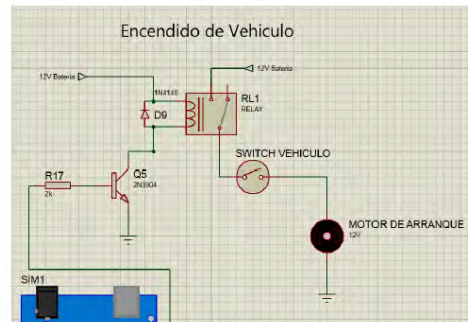 Encendido de Vehiculo
12V Bateria
12V Bateria
1N4148
D9
RL1
RELAY
SWITCH VEHICULO
R17
2k
Q5
2N3904
MOTOR DE ARRANQUE
12V
SIM1